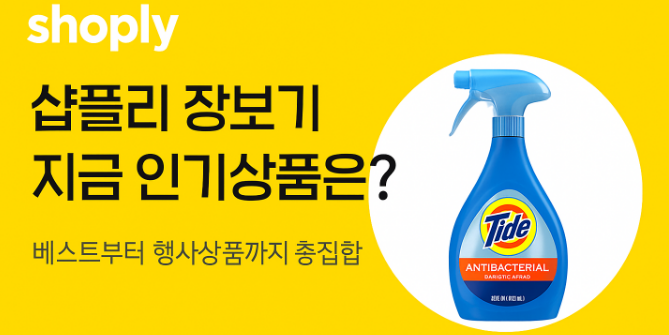 shoply
샵플리 장보기
지금 인기상품은?
베스트부터 행사상품까지 총집합
Tide
ANTIBACTERIAL